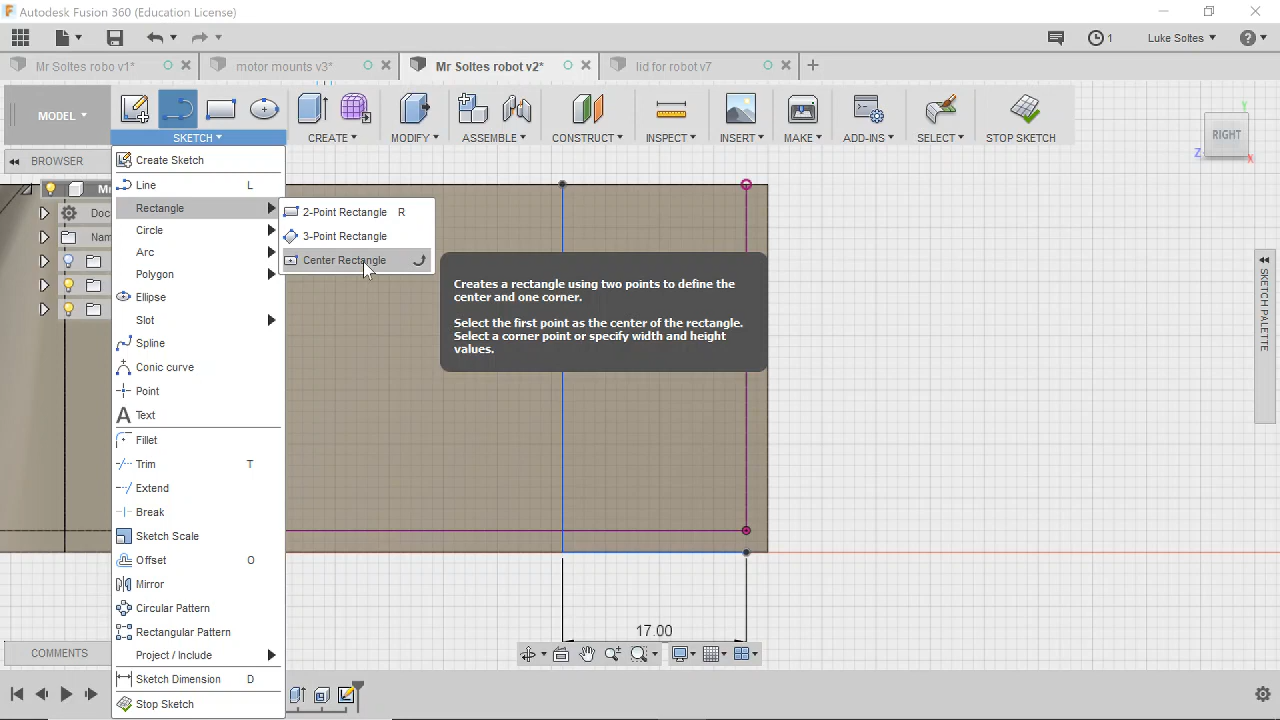 Autodesk Fusion 360 (Education License)
1 Luke Soltes
Mr Soltes robo v1* motor mounts v3* Mr Soltes robot v2* lid for robot v7
MODEL
SKETCH CREATE MODIFY ASSEMBLE CONSTRUCT INSPECT INSERT MAKE ADD-INS SELECT STOP SKETCH
RIGHT
Y
Z
X
BROWSER
Create Sketch
Line L
Rectangle
2-Point Rectangle R
3-Point Rectangle
Center Rectangle
Circle
Arc
Polygon
Ellipse
Slot
Spline
Conic curve
Point
Text
Fillet
Trim T
Extend
Break
Sketch Scale
Offset O
Mirror
Circular Pattern
Rectangular Pattern
Project / Include
Sketch Dimension D
Stop Sketch
Mr
Doc
Nam
Creates a rectangle using two points to define the
center and one corner.
Select the first point as the center of the rectangle.
Select a corner point or specify width and height
values.
SKETCH PALETTE
17.00
COMMENTS